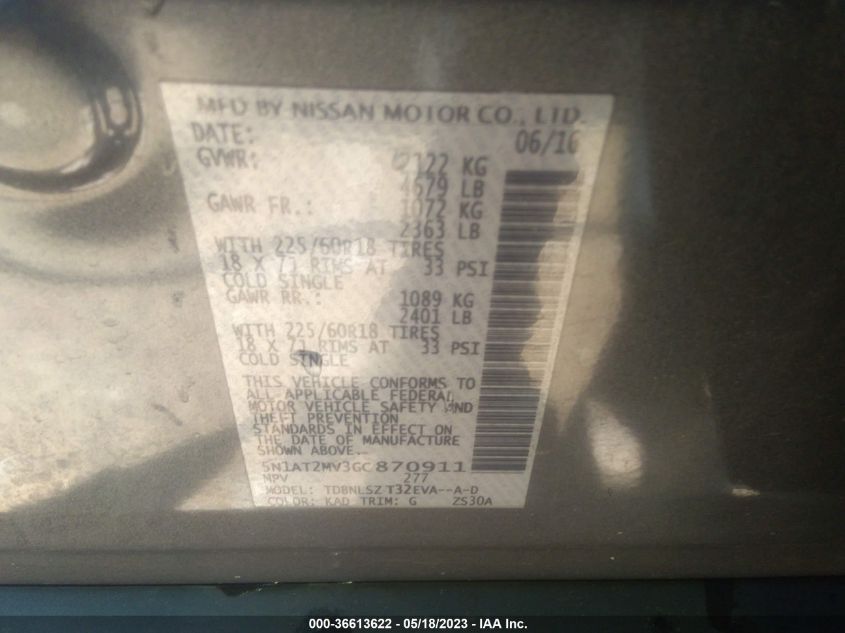 MFD BY NISSAN MOTOR CO., LTD.
DATE: 06/16
GVWR: 2122 KG
4679 LB
GAWR FR.: 1072 KG
2363 LB
WITH 225/60R18 TIRES
18 X 7J RIMS AT 33 PSI
COLD SINGLE
GAWR RR.: 1089 KG
2401 LB
WITH 225/60R18 TIRES
18 X 7J RIMS AT 33 PSI
COLD SINGLE
THIS VEHICLE CONFORMS TO
ALL APPLICABLE FEDERAL
MOTOR VEHICLE SAFETY AND
THEFT PREVENTION
STANDARDS IN EFFECT ON
THE DATE OF MANUFACTURE
SHOWN ABOVE.
5N1AT2MV3GC870911
MPV 277
MODEL: TDBNLSZ T32EVA--A-D
COLOR: KAD TRIM: G ZS30A
000-36613622 - 05/18/2023 - IAA Inc.